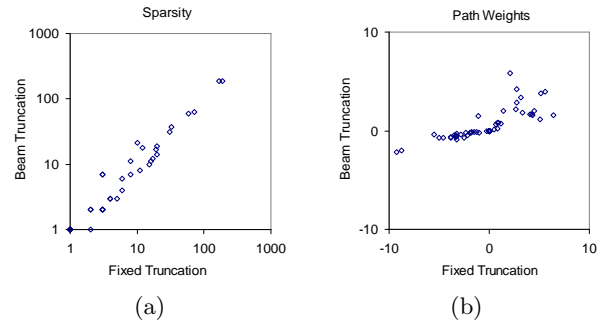 Sparsity
1000
100
10
1
1
10
100
1000
Beam Truncation
Fixed Truncation
(a)
Path Weights
10
0
-10
-10
0
10
Beam Truncation
Fixed Truncation
(b)